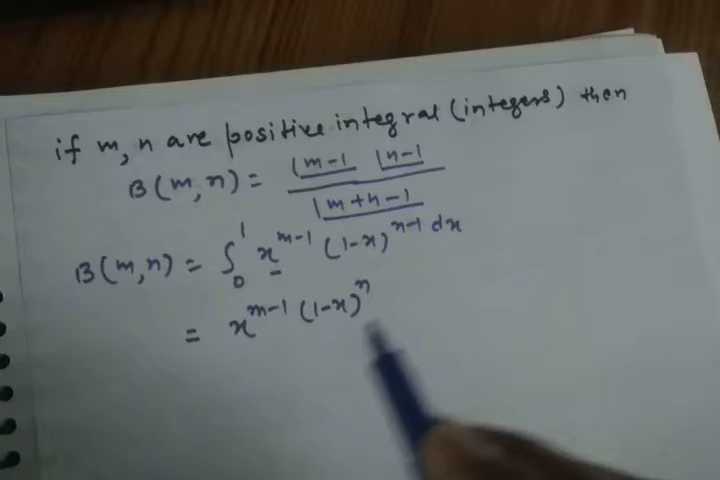 if m, n are positive integral (integers) then
B(m, n) = |m-1 |n-1 / |m+n-1
B(m, n) = ∫₀¹ x^{m-1} (1-x)^{n-1} dx
= x^{m-1} (1-x)^n